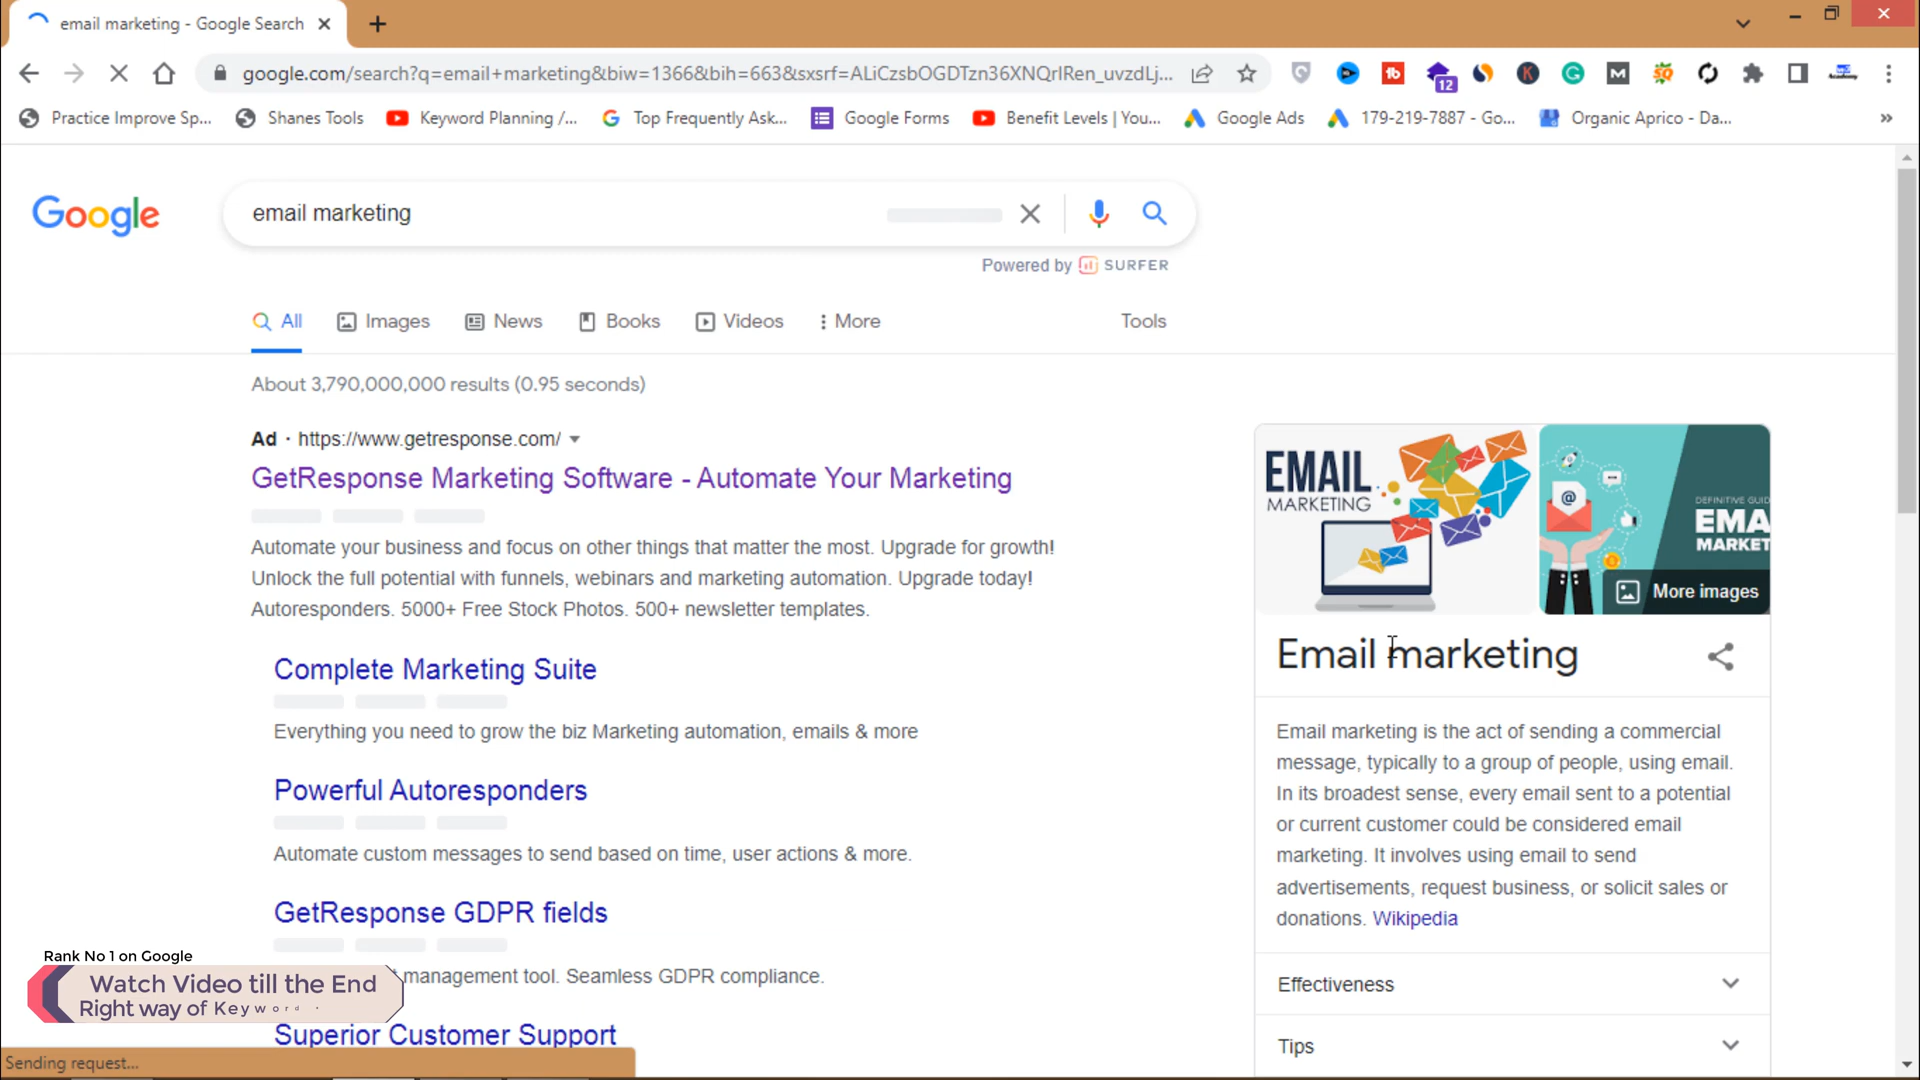 email marketing - Google Search
google.com/search?q=email+marketing&biw=1366&bih=663&sxsrf=ALiCzsbOGDTzn36XNQrIRen_uvzdLj...
12
Practice Improve Sp...
Shanes Tools
Keyword Planning /...
Top Frequently Ask...
Google Forms
Benefit Levels | You...
Google Ads
179-219-7887 - Go...
Organic Aprico - Da...
Google
email marketing
Powered by SURFER
All
Images
News
Books
Videos
More
Tools
About 3,790,000,000 results (0.95 seconds)
Ad · https://www.getresponse.com/
GetResponse Marketing Software - Automate Your Marketing
Automate your business and focus on other things that matter the most. Upgrade for growth!
Unlock the full potential with funnels, webinars and marketing automation. Upgrade today!
Autoresponders. 5000+ Free Stock Photos. 500+ newsletter templates.
Complete Marketing Suite
Everything you need to grow the biz Marketing automation, emails & more
Powerful Autoresponders
Automate custom messages to send based on time, user actions & more.
GetResponse GDPR fields
management tool. Seamless GDPR compliance.
Superior Customer Support
EMAIL
MARKETING
DEFINITIVE GUID
EMA
MARKET
More images
Email marketing
Email marketing is the act of sending a commercial
message, typically to a group of people, using email.
In its broadest sense, every email sent to a potential
or current customer could be considered email
marketing. It involves using email to send
advertisements, request business, or solicit sales or
donations. Wikipedia
Effectiveness
Tips
Rank No 1 on Google
Watch Video till the End
Right way of Keyword
Sending request...